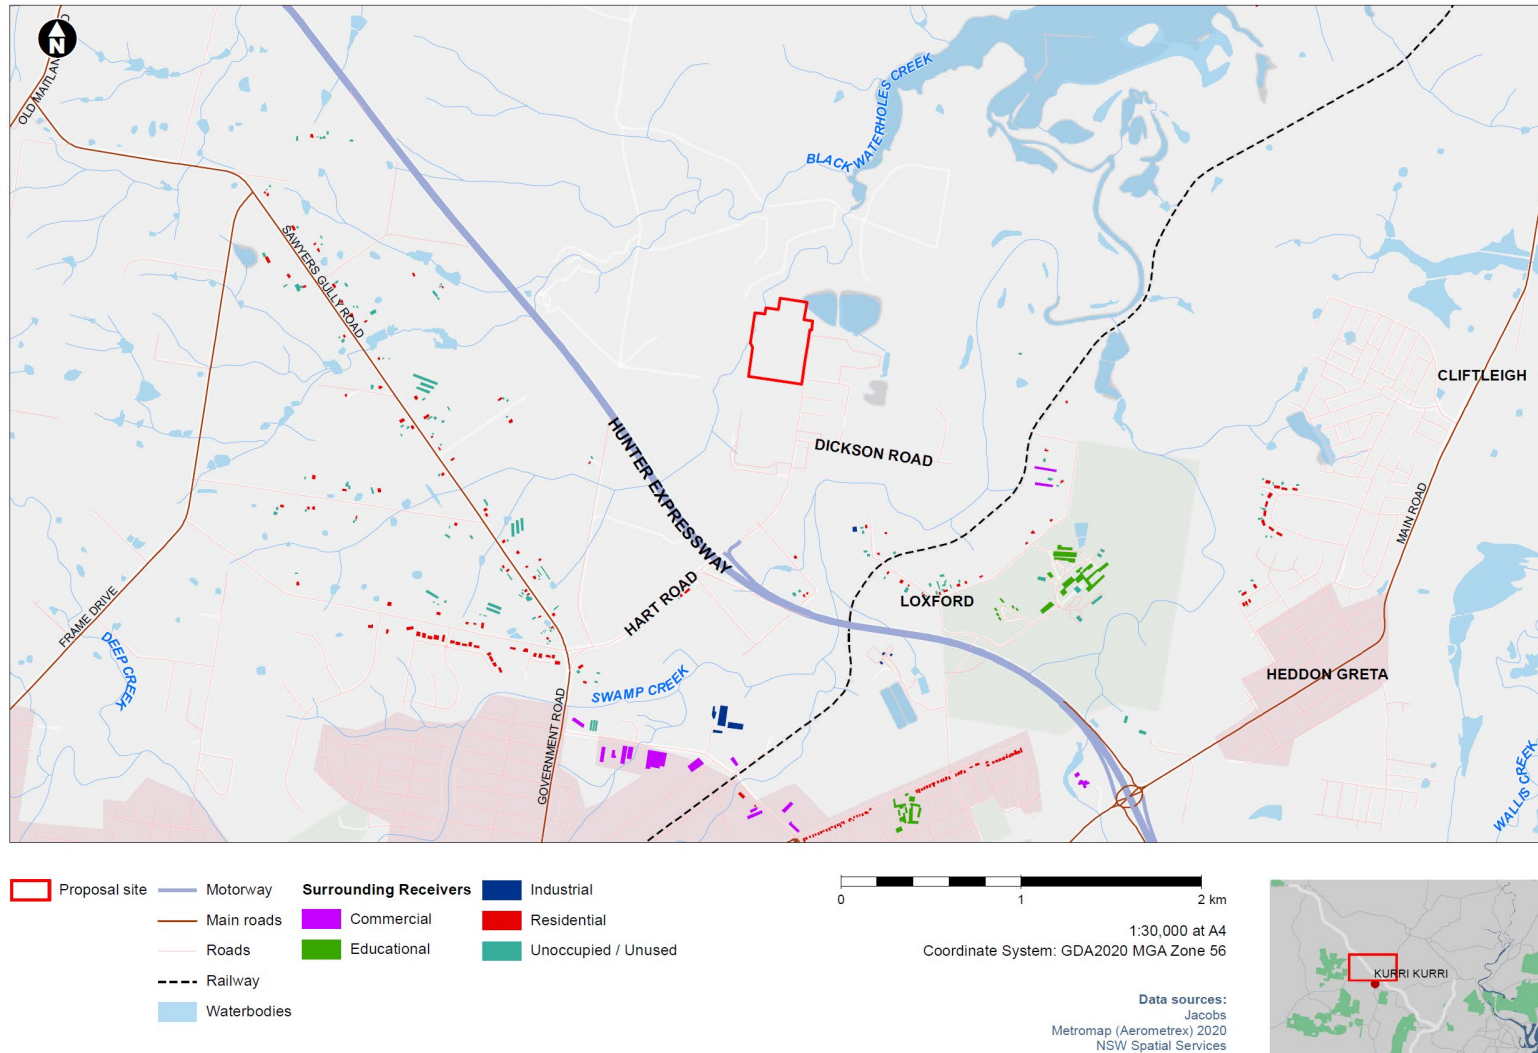 N
OLD MAITLAND
BLACK WATERHOLES CREEK
SAWYERS GULLY ROAD
CLIFTLEIGH
HUNTER EXPRESSWAY
DICKSON ROAD
MAIN ROAD
FRAME DRIVE
DEEP CREEK
HART ROAD
LOXFORD
HEDDON GRETA
SWAMP CREEK
GOVERNMENT ROAD
WALLIS CREEK
Proposal site
Motorway
Main roads
Roads
Railway
Waterbodies
Surrounding Receivers
Commercial
Educational
Industrial
Residential
Unoccupied / Unused
0 1 2 km
1:30,000 at A4
Coordinate System: GDA2020 MGA Zone 56
Data sources:
Jacobs
Metromap (Aerometrex) 2020
NSW Spatial Services
KURRI KURRI